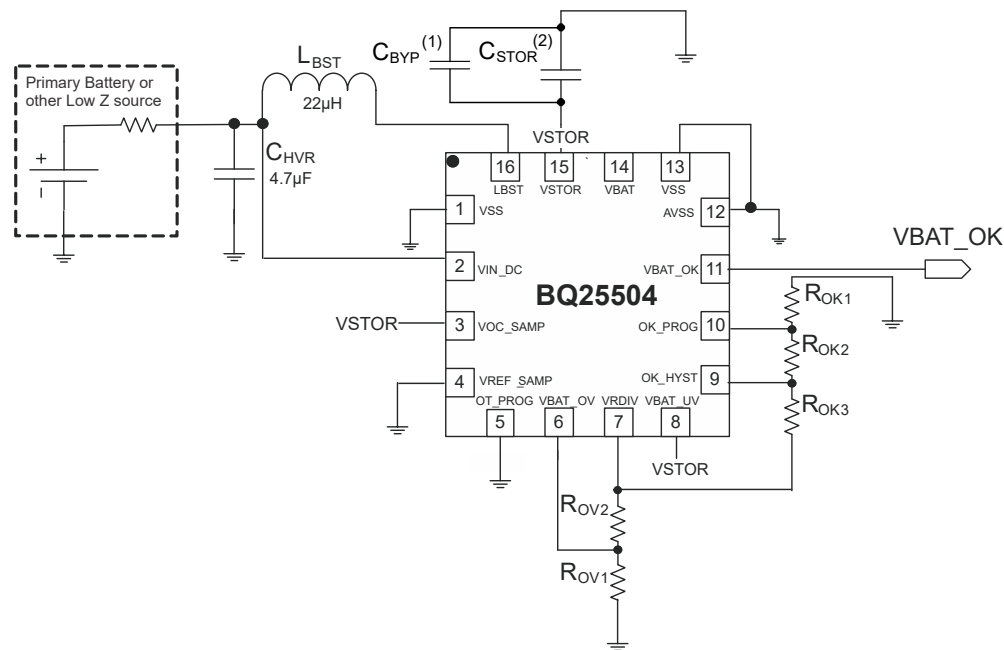 Primary Battery or
other Low Z source
+
–
L_BST
22µH
C_HVR
4.7µF
C_BYP (1)
C_STOR (2)
VSTOR
16
15
14
13
LBST
VSTOR
VBAT
VSS
1
VSS
AVSS
12
2
VIN_DC
VBAT_OK
11
VBAT_OK
BQ25504
VSTOR
3
VOC_SAMP
OK_PROG
10
R_OK1
R_OK2
4
VREF_SAMP
OK_HYST
9
R_OK3
OT_PROG
VBAT_OV
VRDIV
VBAT_UV
5
6
7
8
VSTOR
R_OV2
R_OV1